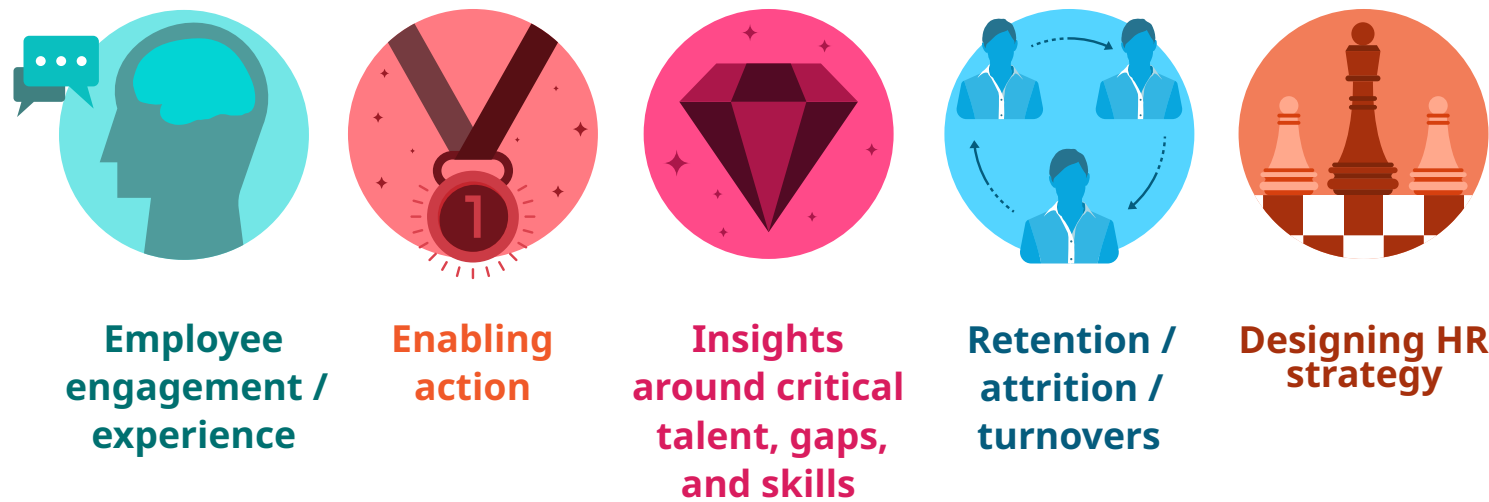 1
Employee
engagement /
experience
Enabling
action
Insights
around critical
talent, gaps,
and skills
Retention /
attrition /
turnovers
Designing HR
strategy